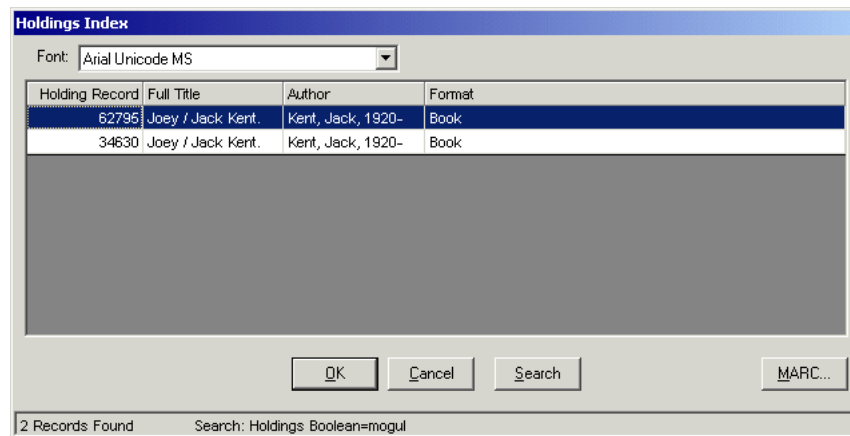 Holdings Index
Font: Arial Unicode MS
Holding Record Full Title Author Format
62795 Joey / Jack Kent. Kent, Jack, 1920- Book
34630 Joey / Jack Kent. Kent, Jack, 1920- Book
OK Cancel Search MARC...
2 Records Found Search: Holdings Boolean=mogul